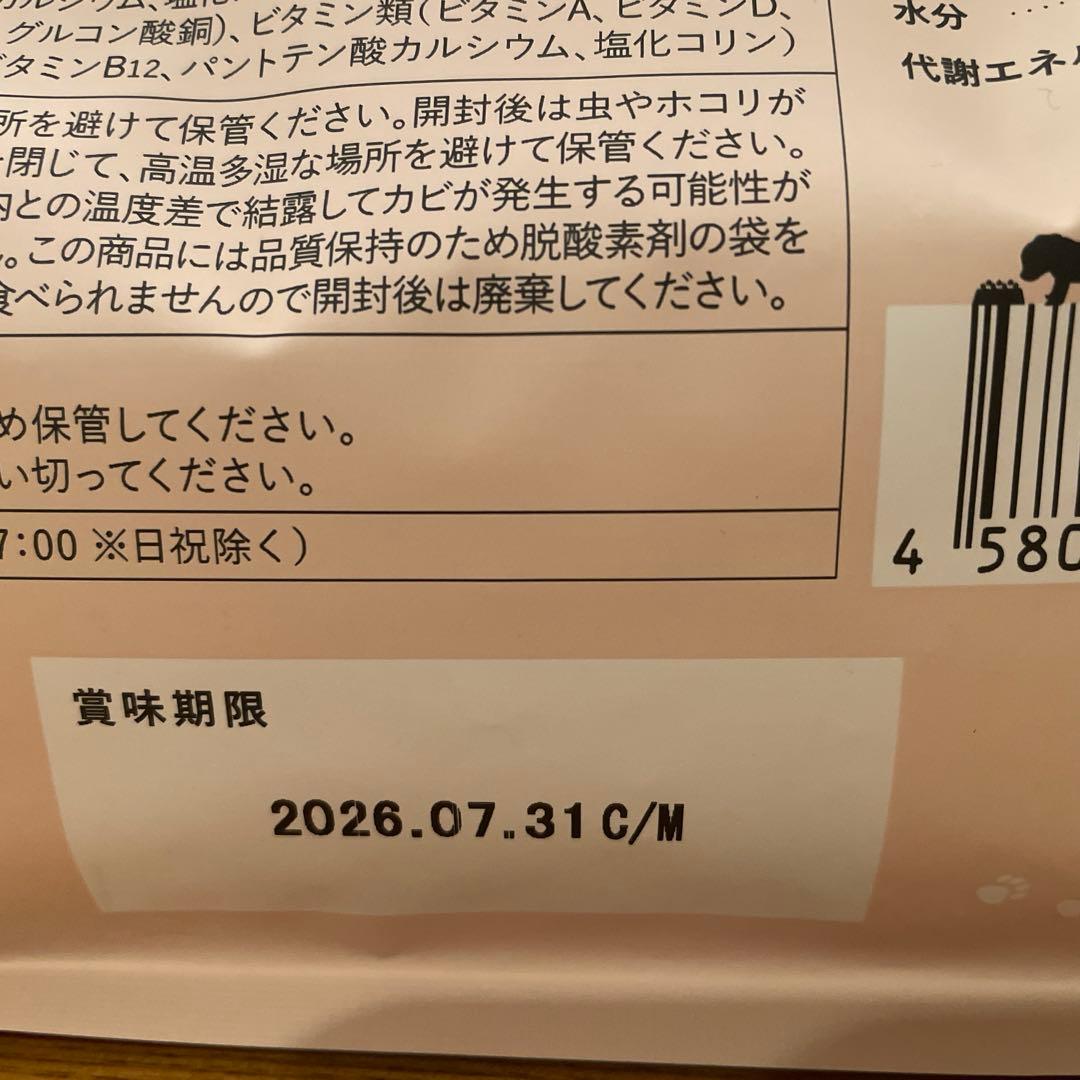 グルコン酸銅)、ビタミン類(ビタミンA、ビタミンD、
ビタミンB12、パントテン酸カルシウム、塩化コリン)
所を避けて保管ください。開封後は虫やホコリが
閉じて、高温多湿な場所を避けて保管ください。
との温度差で結露してカビが発生する可能性が
。この商品には品質保持のため脱酸素剤の袋を
食べられませんので開封後は廃棄してください。
め保管してください。
い切ってください。
7:00 ※日祝除く)
水分 ‥‥
代謝エネル
4 580
賞味期限
2026.07.31 C/M